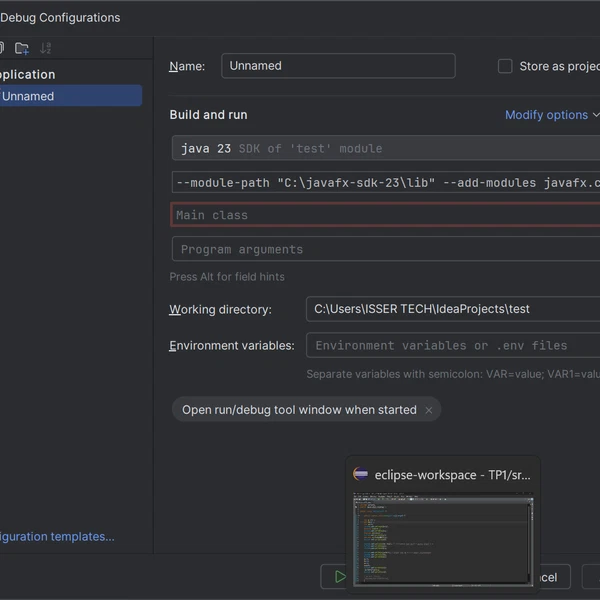 Debug Configurations
plication
Unnamed
Name:
Unnamed
Store as projec
Build and run
Modify options
java 23 SDK of 'test' module
--module-path "C:\javafx-sdk-23\lib" --add-modules javafx.c
Main class
Program arguments
Press Alt for field hints
Working directory:
C:\Users\ISSER TECH\IdeaProjects\test
Environment variables:
Environment variables or .env files
Separate variables with semicolon: VAR=value; VAR1=valu
Open run/debug tool window when started
eclipse-workspace - TP1/sr...
guration templates...
cel